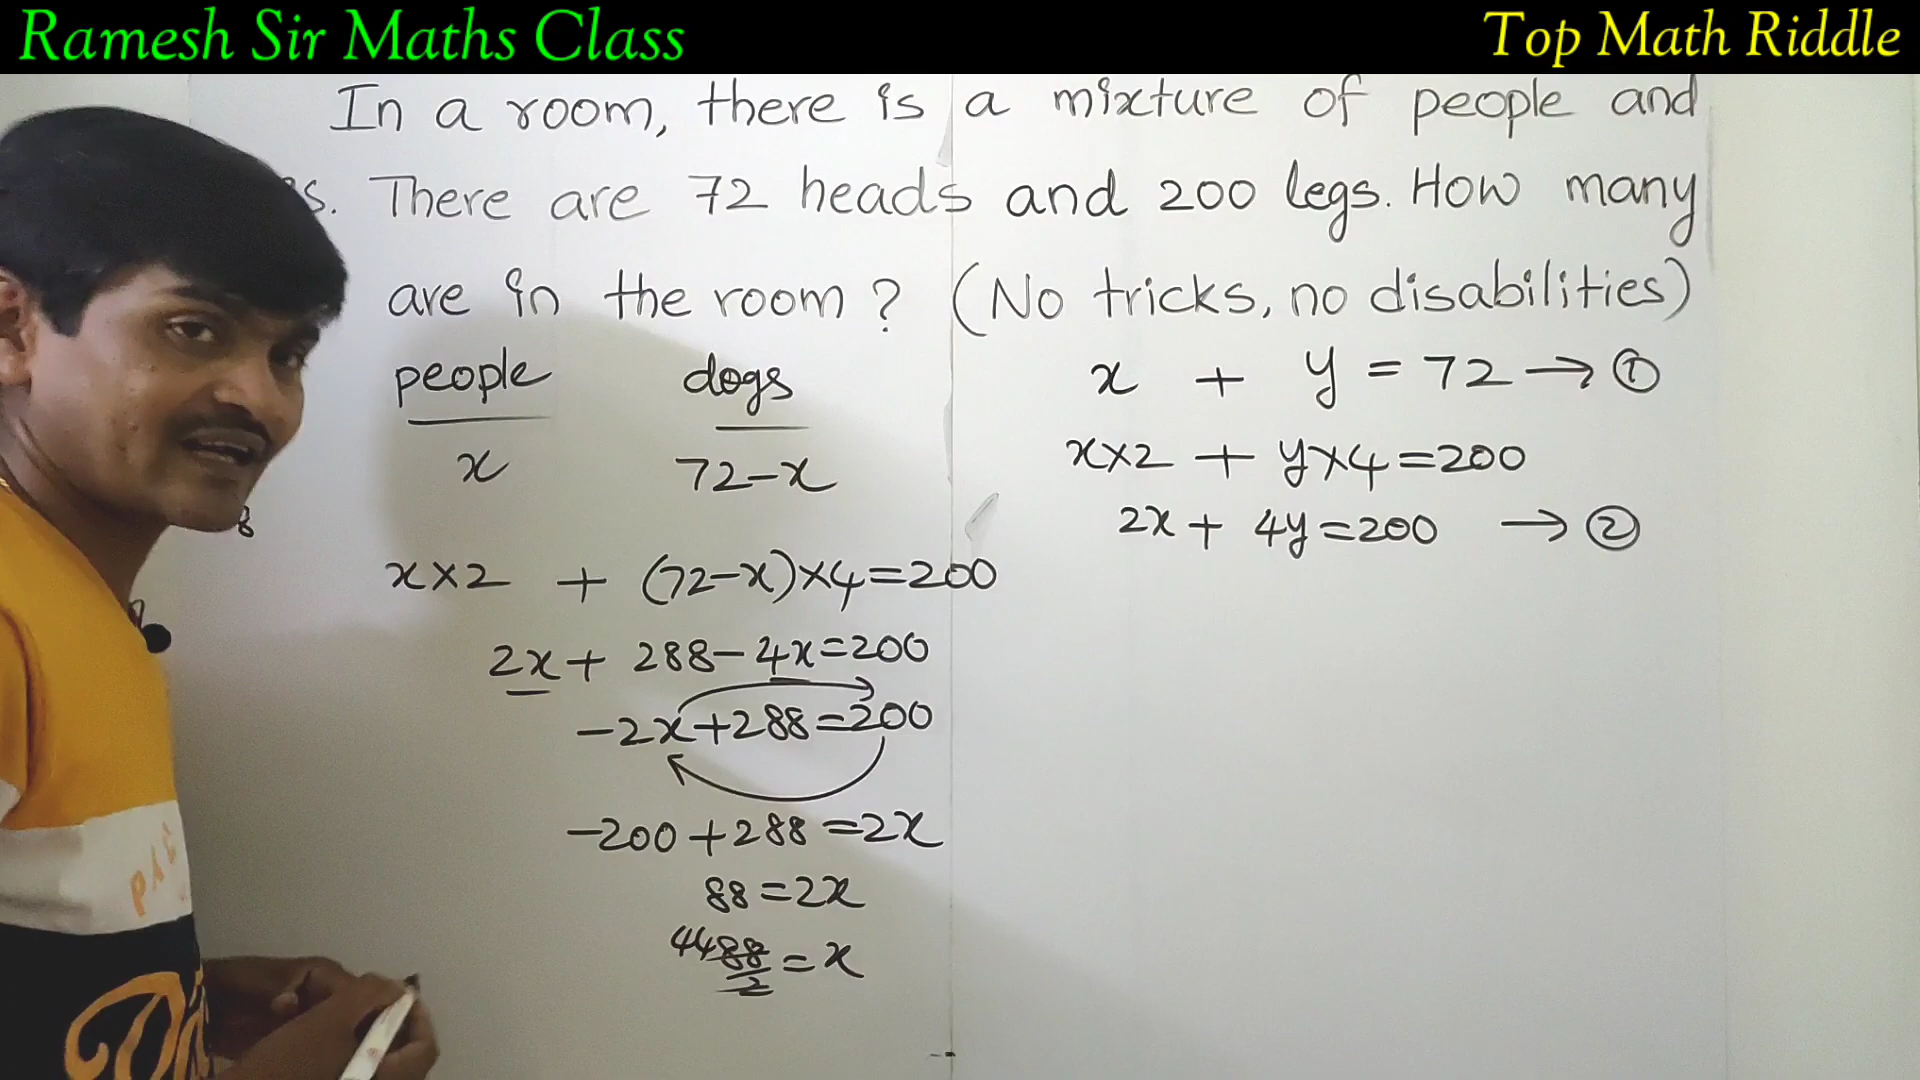 Ramesh Sir Maths Class
Top Math Riddle
In a room, there is a mixture of people and
s. There are 72 heads and 200 legs. How many
are in the room? (No tricks, no disabilities)
people dogs
x 72-x
x×2 + (72-x)×4=200
2x+ 288-4x=200
-2x+288=200
-200+288=2x
88=2x
44 88/2 = x
x + y = 72 → ①
x×2 + y×4=200
2x+ 4y=200 → ②